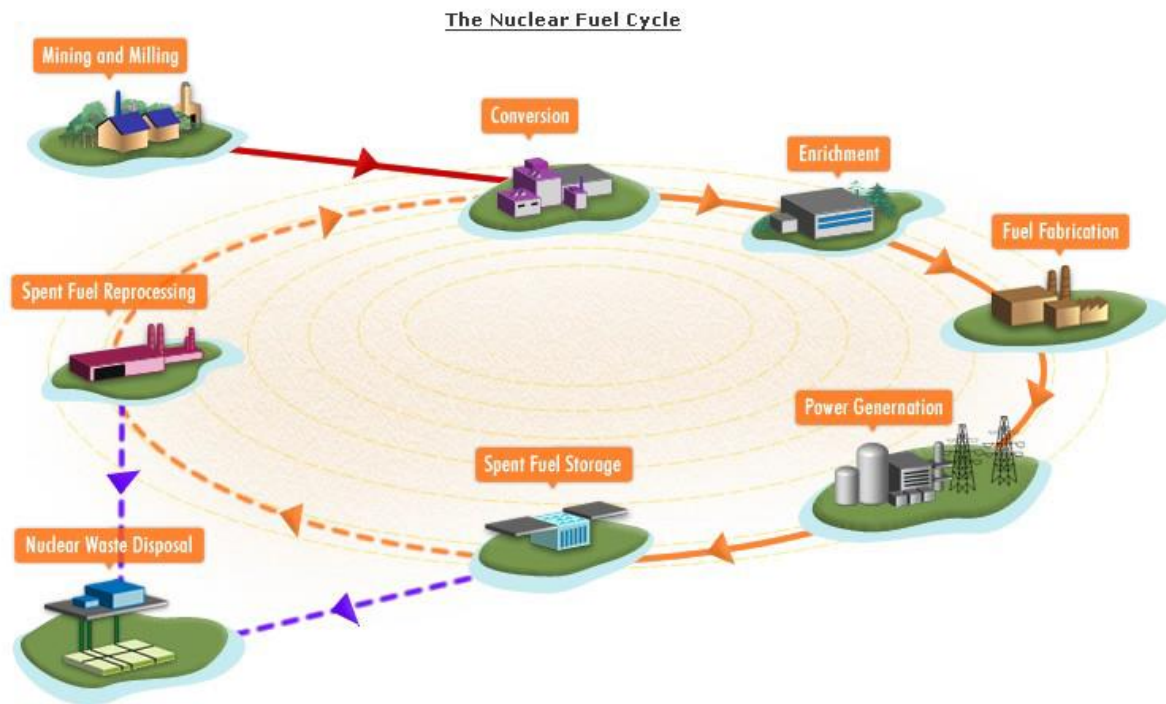 The Nuclear Fuel Cycle
Mining and Milling
Conversion
Enrichment
Fuel Fabrication
Spent Fuel Reprocessing
Power Genernation
Spent Fuel Storage
Nuclear Waste Disposal